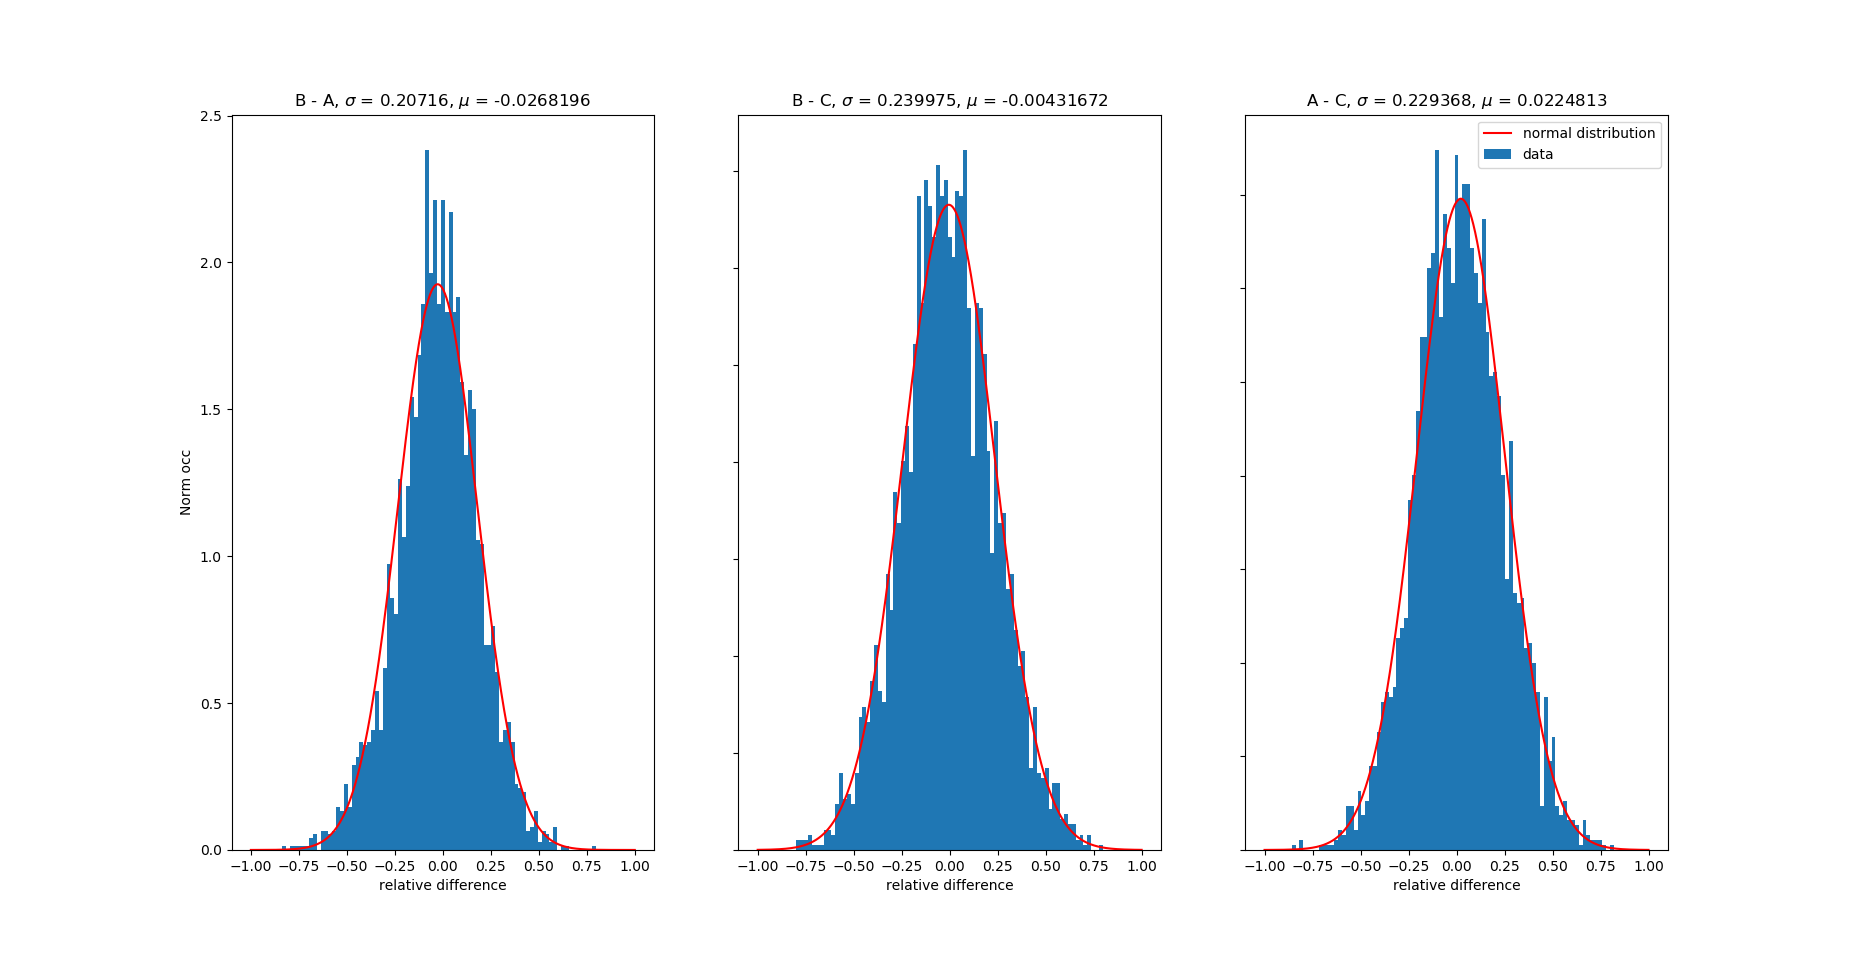 B - A, σ = 0.20716, μ = -0.0268196
B - C, σ = 0.239975, μ = -0.00431672
A - C, σ = 0.229368, μ = 0.0224813
normal distribution
data
2.5
2.0
1.5
1.0
0.5
0.0
Norm occ
−1.00 −0.75 −0.50 −0.25 0.00 0.25 0.50 0.75 1.00
relative difference
−1.00 −0.75 −0.50 −0.25 0.00 0.25 0.50 0.75 1.00
relative difference
−1.00 −0.75 −0.50 −0.25 0.00 0.25 0.50 0.75 1.00
relative difference